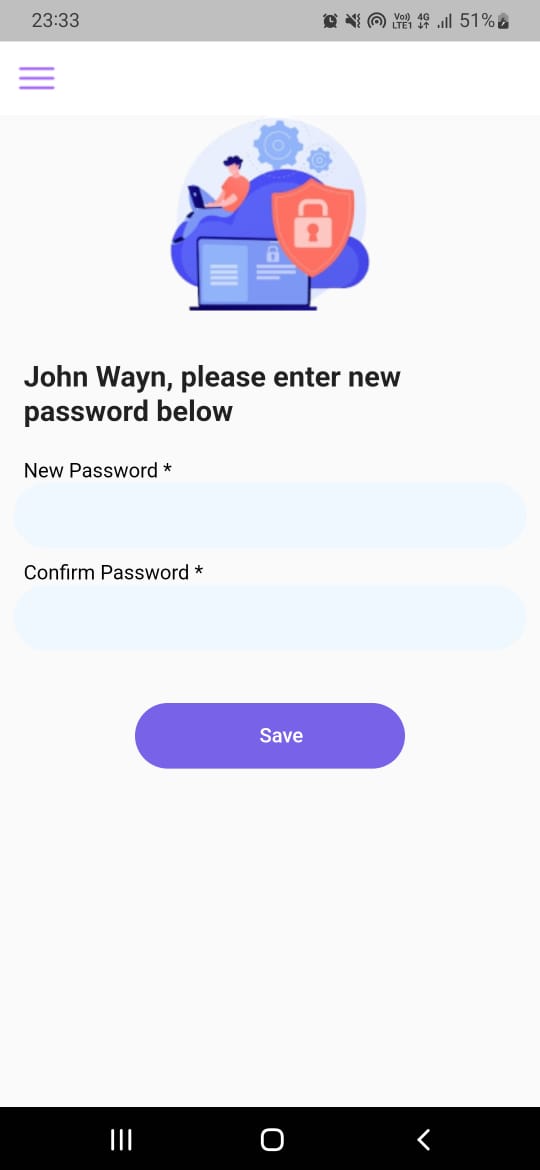 23:33
Vo)) 4G
LTE1
51%
John Wayn, please enter new
password below
New Password *
Confirm Password *
Save